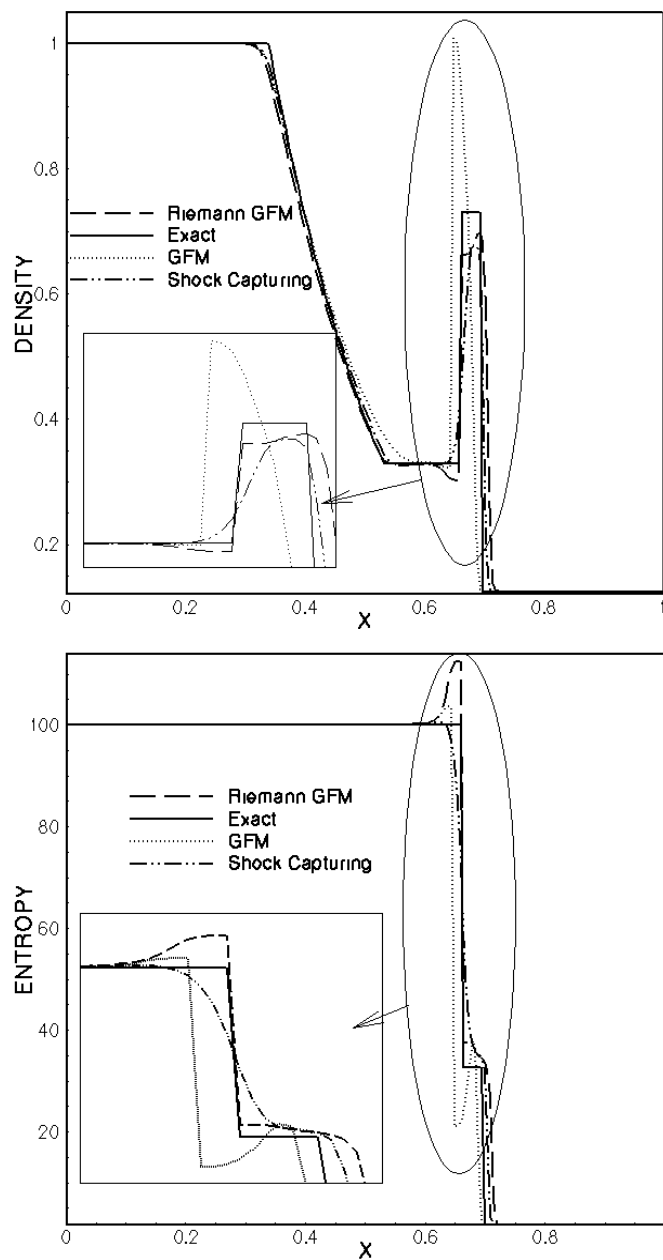 1
0.8
0.6
0.4
0.2
DENSITY
Riemann GFM
Exact
GFM
Shock Capturing
0
0.2
0.4
0.6
0.8
1
X
100
80
60
40
20
ENTROPY
Riemann GFM
Exact
GFM
Shock Capturing
0
0.2
0.4
0.6
0.8
X